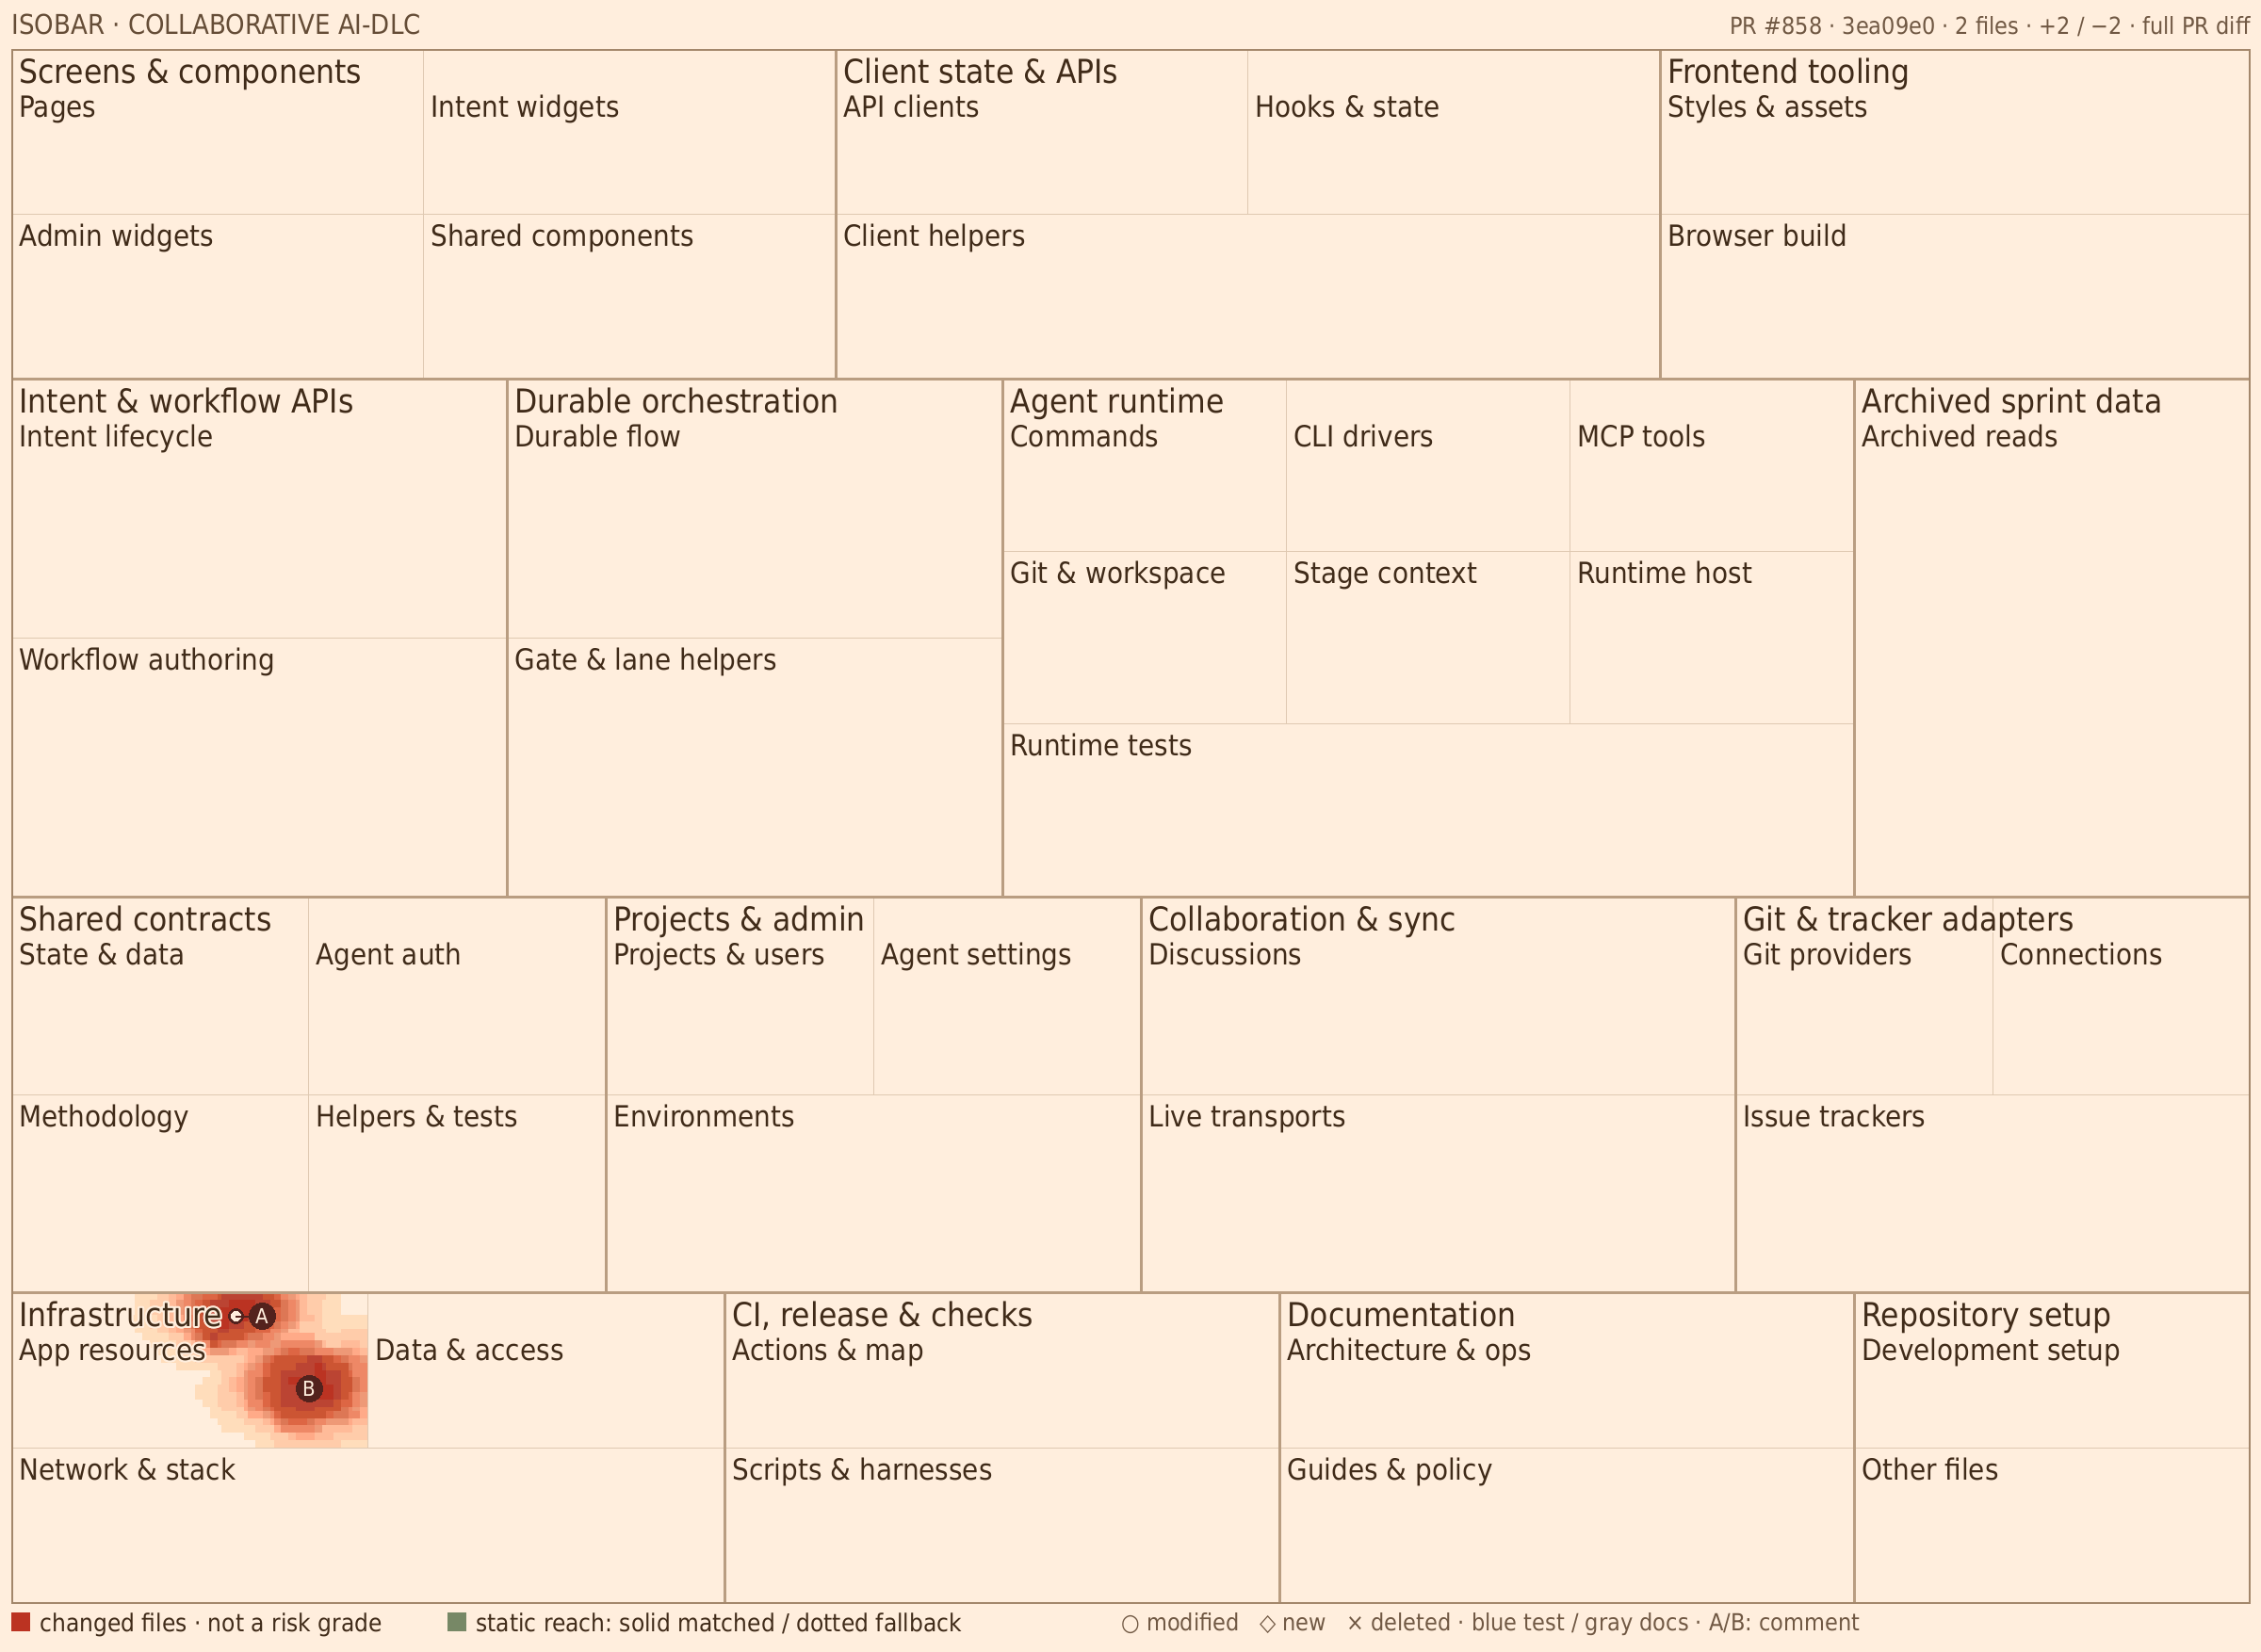 ISOBAR · COLLABORATIVE AI-DLC
PR #858 · 3ea09e0 · 2 files · +2 / −2 · full PR diff
Screens & components
Pages
Intent widgets
Admin widgets
Shared components
Client state & APIs
API clients
Hooks & state
Client helpers
Frontend tooling
Styles & assets
Browser build
Intent & workflow APIs
Intent lifecycle
Workflow authoring
Durable orchestration
Durable flow
Gate & lane helpers
Agent runtime
Commands
CLI drivers
MCP tools
Git & workspace
Stage context
Runtime host
Runtime tests
Archived sprint data
Archived reads
Shared contracts
State & data
Agent auth
Methodology
Helpers & tests
Projects & admin
Projects & users
Agent settings
Environments
Collaboration & sync
Discussions
Live transports
Git & tracker adapters
Git providers
Connections
Issue trackers
Infrastructure
A
App resources
B
Data & access
Network & stack
CI, release & checks
Actions & map
Scripts & harnesses
Documentation
Architecture & ops
Guides & policy
Repository setup
Development setup
Other files
changed files · not a risk grade
static reach: solid matched / dotted fallback
○ modified ◇ new × deleted · blue test / gray docs · A/B: comment